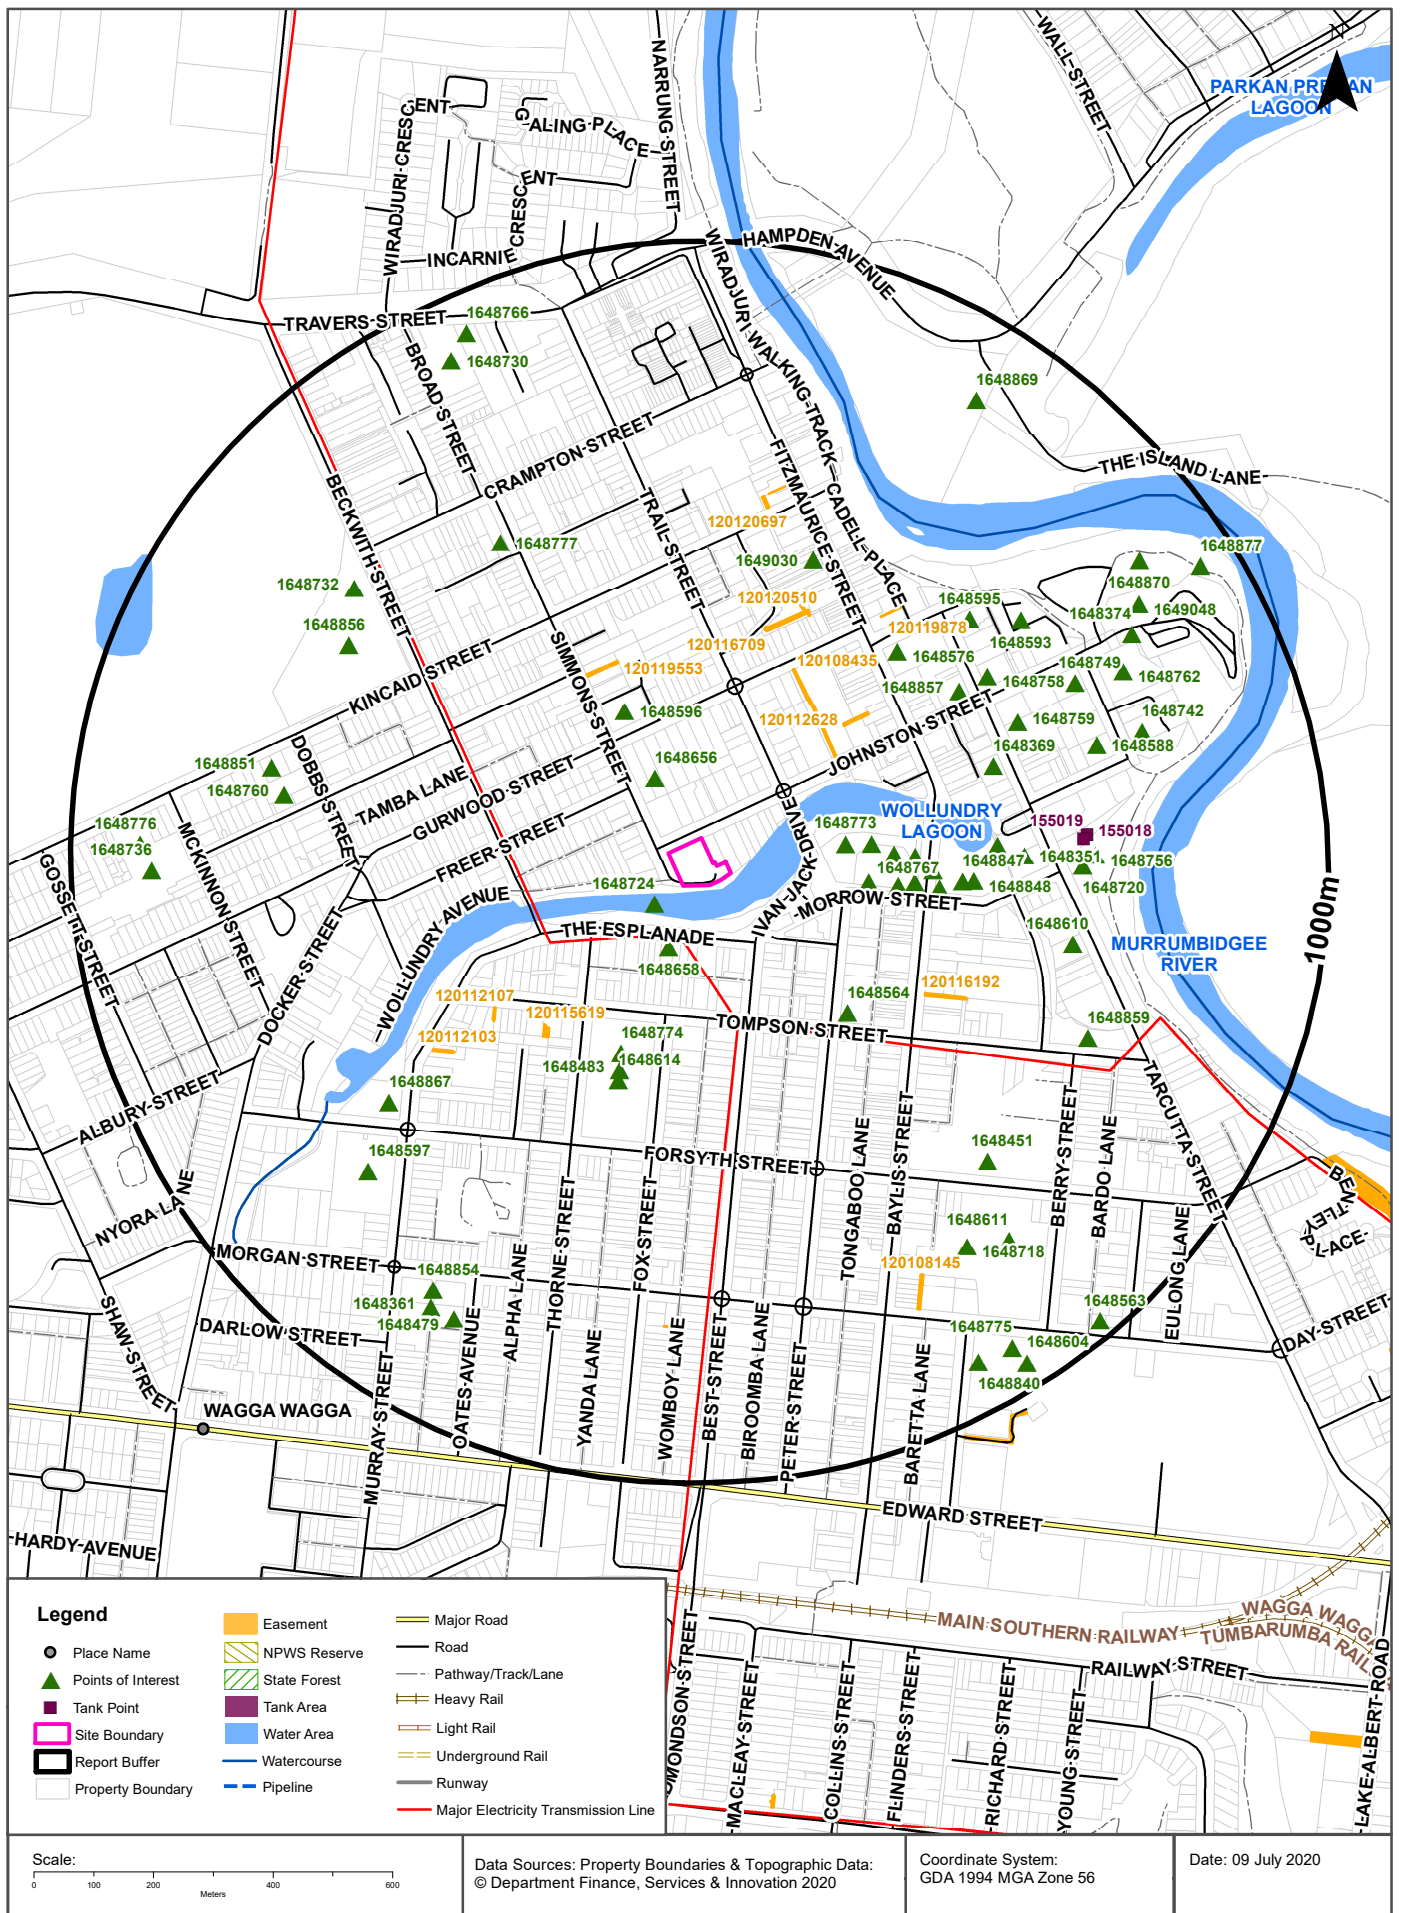 NARRUNG STREET
WALL STREET
N
PARKAN PREGAN
LAGOON
WIRADJURI CRESCENT
GALING PLACE
INCARNIE CRESCENT
WIRADJURI WALKING TRACK
HAMPDEN AVENUE
TRAVERS STREET
1648766
1648730
BROAD STREET
1648869
CRAMPTON STREET
THE ISLAND LANE
BECKWITH STREET
TRAIL STREET
FITZMAURICE STREET
CADELL PLACE
120120697
1648777
1649030
1648877
1648870
1648732
120120510
1648595
1648374
1649048
1648856
120119878
1648593
SIMMONS STREET
120116709
KINCAID STREET
120119553
120108435
1648576
1648749
1648762
1648857
1648758
1648596
120112628
1648759
1648742
JOHNSTON STREET
DOBBS STREET
1648369
1648588
1648851
1648656
1648760
TAMBA LANE
GURWOOD STREET
WOLLUNDRY
LAGOON
1648776
1648736
MCKINNON STREET
FREER STREET
IVAN JACK DRIVE
1648773
155019
155018
GOSSETT STREET
1648767
1648847
1648351
1648756
1648724
1648848
1648720
WOLLUNDRY AVENUE
MORROW STREET
DOCKER STREET
THE ESPLANADE
1648610
MURRUMBIDGEE
RIVER
1000m
1648658
120112107
120116192
120115619
1648564
120112103
TOMPSON STREET
1648859
1648774
1648483
1648614
1648867
ALBURY STREET
TARCUTTA STREET
1648597
FORSYTH STREET
1648451
TONGABOO LANE
BAYLIS STREET
BERRY STREET
BARDO LANE
BENTLEY PLACE
NYORA LANE
1648611
1648718
MORGAN STREET
120108145
1648854
1648361
1648479
THORNE STREET
FOX STREET
EULONG LANE
1648563
SHAW STREET
DARLOW STREET
ALPHA LANE
1648775
1648604
DAY STREET
1648840
MURRAY STREET
OATES AVENUE
YANDA LANE
WOMBOY LANE
BEST STREET
BIROOMBA LANE
PETER STREET
BARETTA LANE
WAGGA WAGGA
EDWARD STREET
HARDY AVENUE
MAIN SOUTHERN RAILWAY
WAGGA WAGGA
RAILWAY STREET
MACLEAY STREET
COLLINS STREET
FLINDERS STREET
RICHARD STREET
YOUNG STREET
LAKE ALBERT ROAD
Legend
Place Name
Points of Interest
Tank Point
Site Boundary
Report Buffer
Property Boundary
Easement
NPWS Reserve
State Forest
Tank Area
Water Area
Watercourse
Pipeline
Major Road
Road
Pathway/Track/Lane
Heavy Rail
Light Rail
Underground Rail
Runway
Major Electricity Transmission Line
Scale:
0 100 200 400 600
Meters
Data Sources: Property Boundaries & Topographic Data:
© Department Finance, Services & Innovation 2020
Coordinate System:
GDA 1994 MGA Zone 56
Date: 09 July 2020